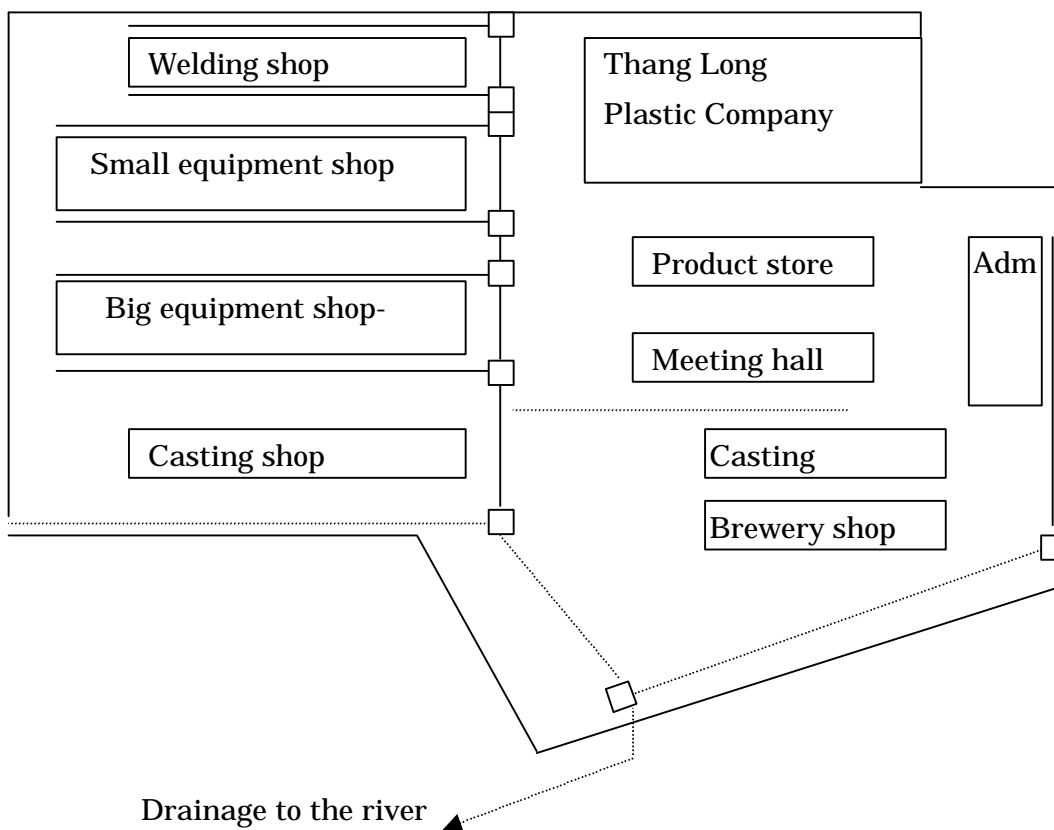 Welding shop
Thang Long
Plastic Company
Small equipment shop
Product store
Adm
Big equipment shop-
Meeting hall
Casting shop
Casting
Brewery shop
Drainage to the river